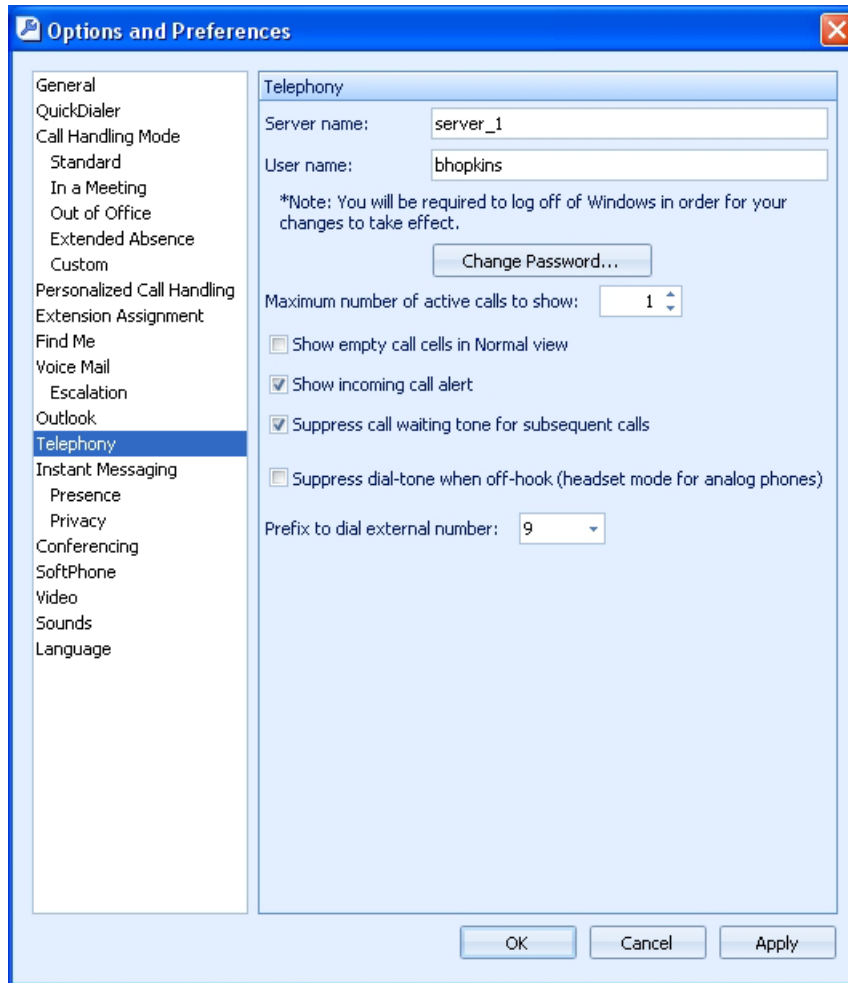 Options and Preferences
General
QuickDialer
Call Handling Mode
Standard
In a Meeting
Out of Office
Extended Absence
Custom
Personalized Call Handling
Extension Assignment
Find Me
Voice Mail
Escalation
Outlook
Telephony
Instant Messaging
Presence
Privacy
Conferencing
SoftPhone
Video
Sounds
Language
Telephony
Server name: server_1
User name: bhopkins
*Note: You will be required to log off of Windows in order for your
changes to take effect.
Change Password...
Maximum number of active calls to show: 1
Show empty call cells in Normal view
Show incoming call alert
Suppress call waiting tone for subsequent calls
Suppress dial-tone when off-hook (headset mode for analog phones)
Prefix to dial external number: 9
OK Cancel Apply